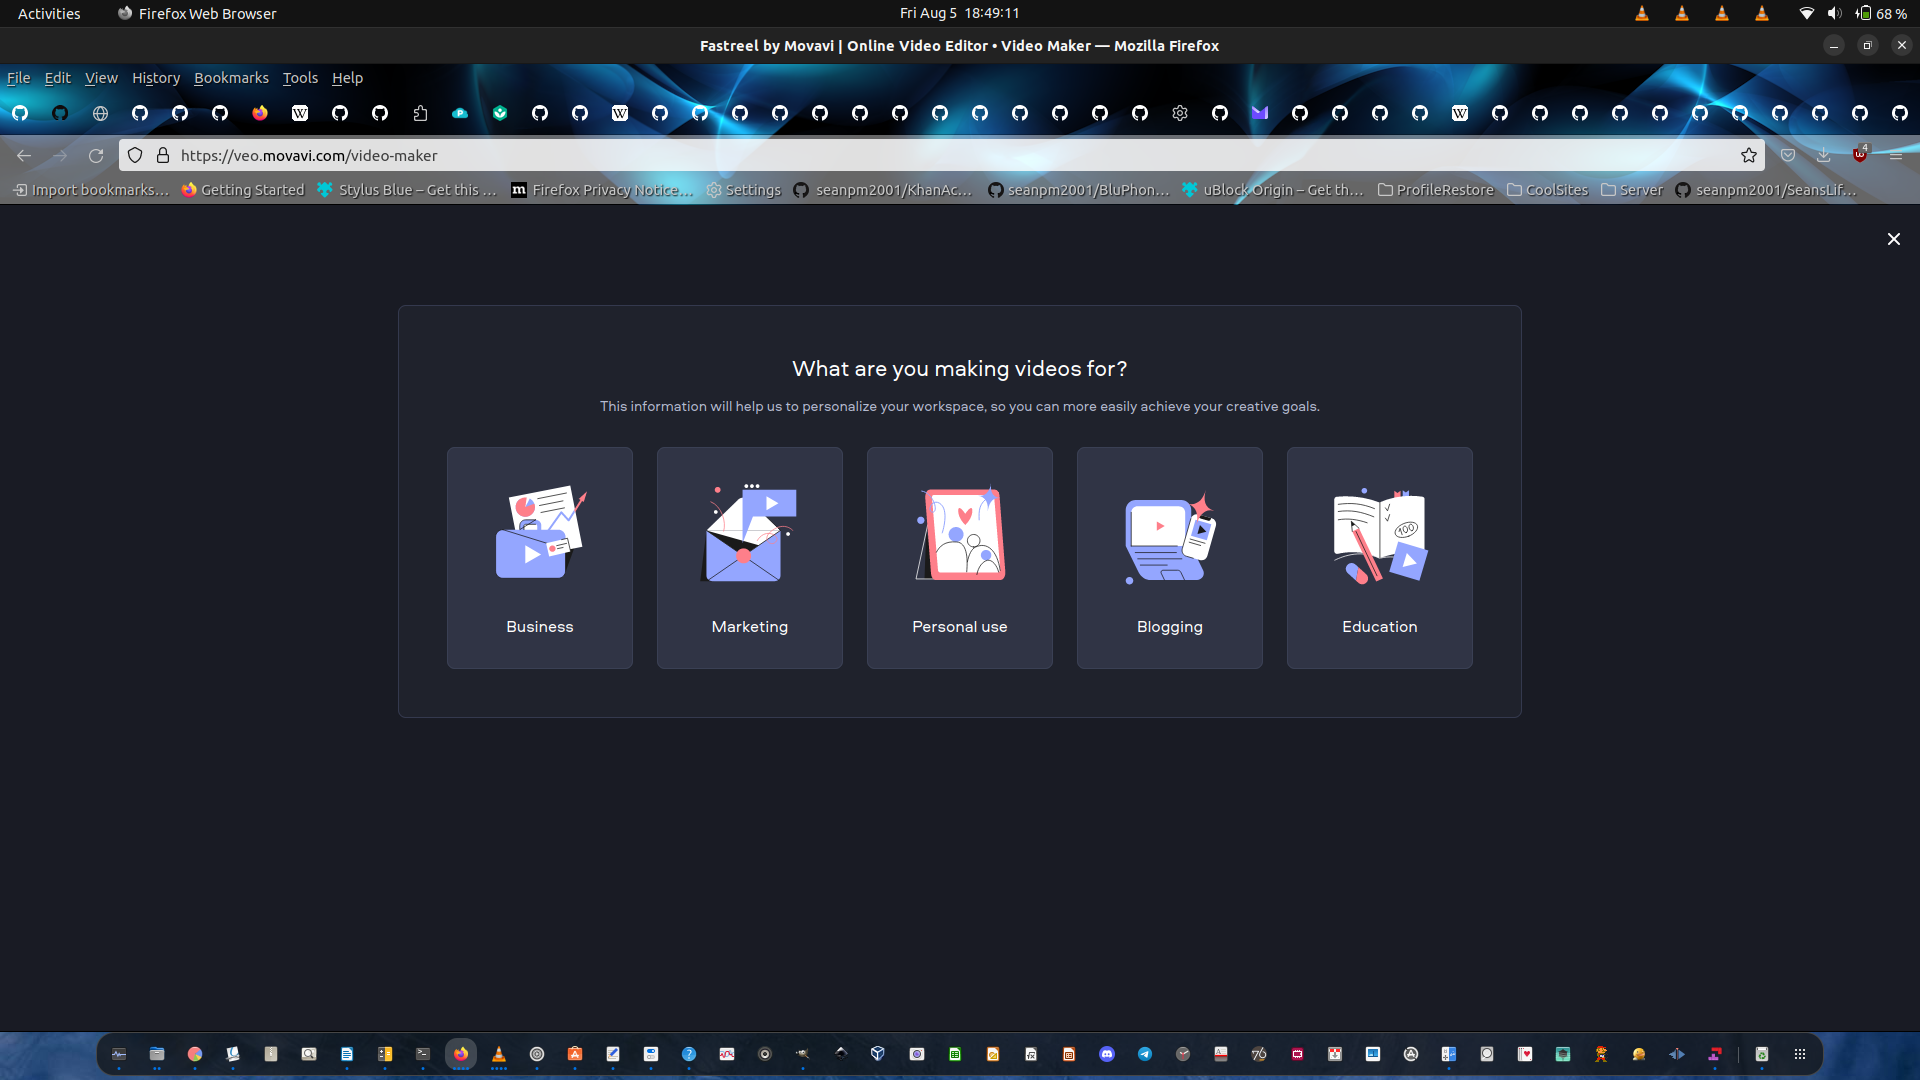 Activities Firefox Web Browser Fri Aug 5 18:49:11 68 %
Fastreel by Movavi | Online Video Editor • Video Maker — Mozilla Firefox
File Edit View History Bookmarks Tools Help
https://veo.movavi.com/video-maker 4
Import bookmarks… Getting Started Stylus Blue – Get this … Firefox Privacy Notice… Settings seanpm2001/KhanAc… seanpm2001/BluPhon… uBlock Origin – Get th… ProfileRestore CoolSites Server seanpm2001/SeansLif…
What are you making videos for?
This information will help us to personalize your workspace, so you can more easily achieve your creative goals.
100
Business Marketing Personal use Blogging Education